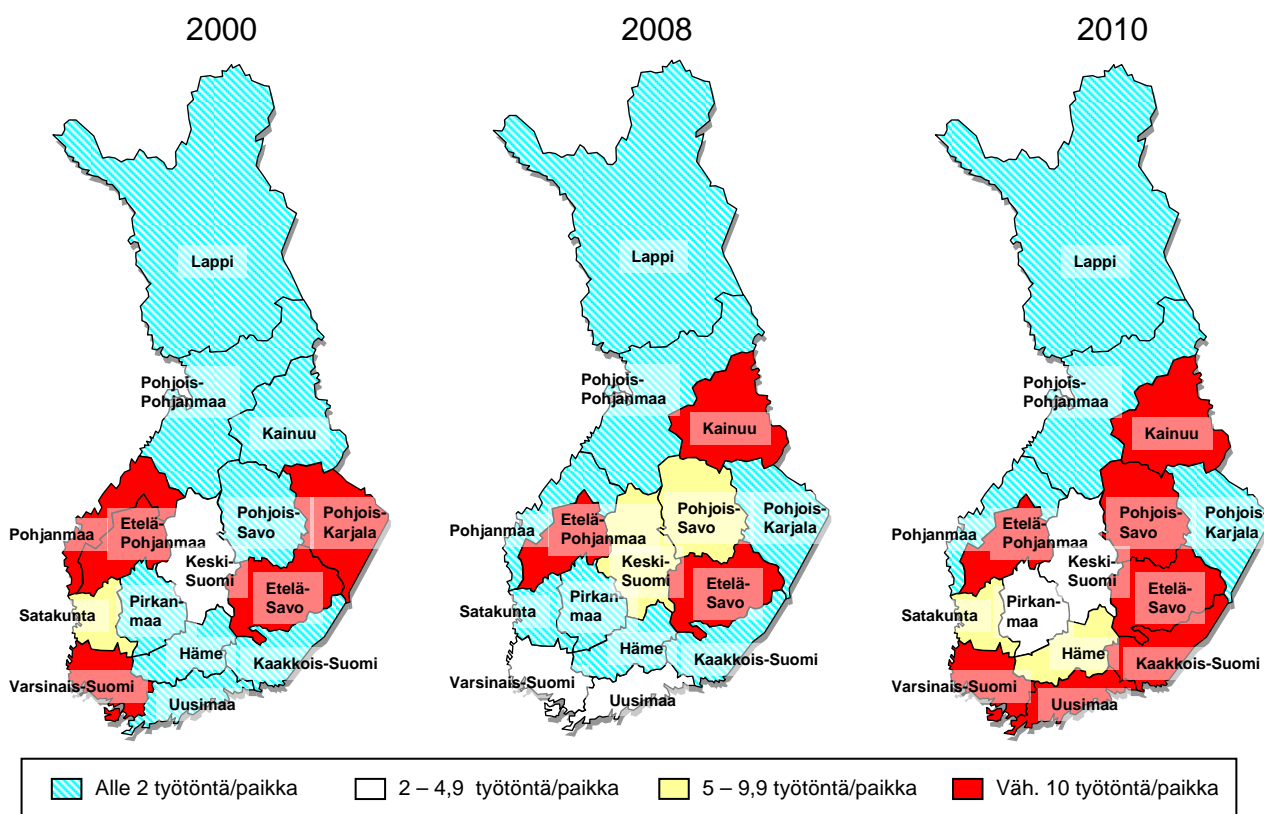 2000
2008
2010
Lappi
Pohjois-
Pohjanmaa
Kainuu
Pohjanmaa
Etelä-
Pohjanmaa
Pohjois-
Savo
Pohjois-
Karjala
Keski-
Suomi
Etelä-
Savo
Satakunta
Pirkan-
maa
Häme
Kaakkois-Suomi
Varsinais-Suomi
Uusimaa
Lappi
Pohjois-
Pohjanmaa
Kainuu
Pohjanmaa
Etelä-
Pohjanmaa
Pohjois-
Savo
Pohjois-
Karjala
Keski-
Suomi
Etelä-
Savo
Satakunta
Pirkan-
maa
Häme
Kaakkois-Suomi
Varsinais-Suomi
Uusimaa
Lappi
Pohjois-
Pohjanmaa
Kainuu
Pohjanmaa
Etelä-
Pohjanmaa
Pohjois-
Savo
Pohjois-
Karjala
Keski-
Suomi
Etelä-
Savo
Satakunta
Pirkan-
maa
Häme
Kaakkois-Suomi
Varsinais-Suomi
Uusimaa
Alle 2 työtöntä/paikka
2 – 4,9 työtöntä/paikka
5 – 9,9 työtöntä/paikka
Väh. 10 työtöntä/paikka